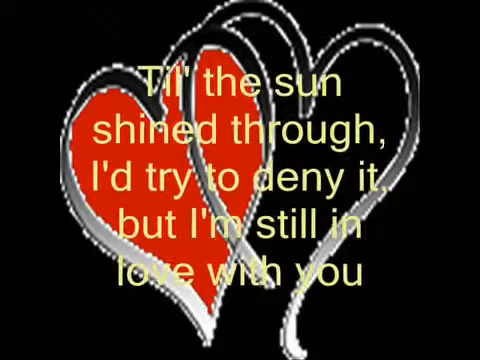 Til' the sun
shined through,
I'd try to deny it,
but I'm still in
love with you